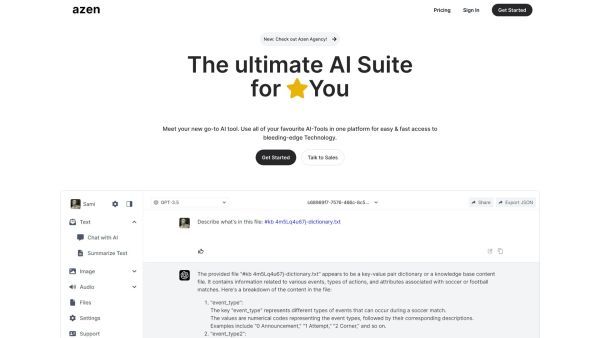 azen
Pricing
Sign In
Get Started
New: Check out Azen Agency! →
The ultimate AI Suite
for You
Meet your new go-to AI tool. Use all of your favourite AI-Tools in one platform for easy & fast access to
bleeding-edge Technology.
Get Started
Talk to Sales
Sami
GPT-3.5
Share
Export JSON
Text
Chat with AI
Summarize Text
Image
Audio
Files
Settings
Support
Describe what's in this file: #kb 4m5Lq4u67j-dictionary.txt
The provided file "#kb 4m5Lq4u67j-dictionary.txt" appears to be a key-value pair dictionary or a knowledge base content
file. It contains information related to various events, types of actions, and attributes associated with soccer or football
matches. Here's a breakdown of the content in the file:
1. "event_type":
The key "event_type" represents different types of events that can occur during a soccer match.
The values are numerical codes representing the event types, followed by their corresponding descriptions.
Examples include "0 Announcement," "1 Attempt," "2 Corner," and so on.
2. "event_type2":